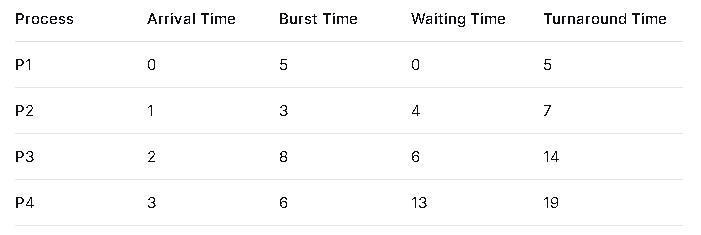 Process Arrival Time Burst Time Waiting Time Turnaround Time
P1 0 5 0 5
P2 1 3 4 7
P3 2 8 6 14
P4 3 6 13 19